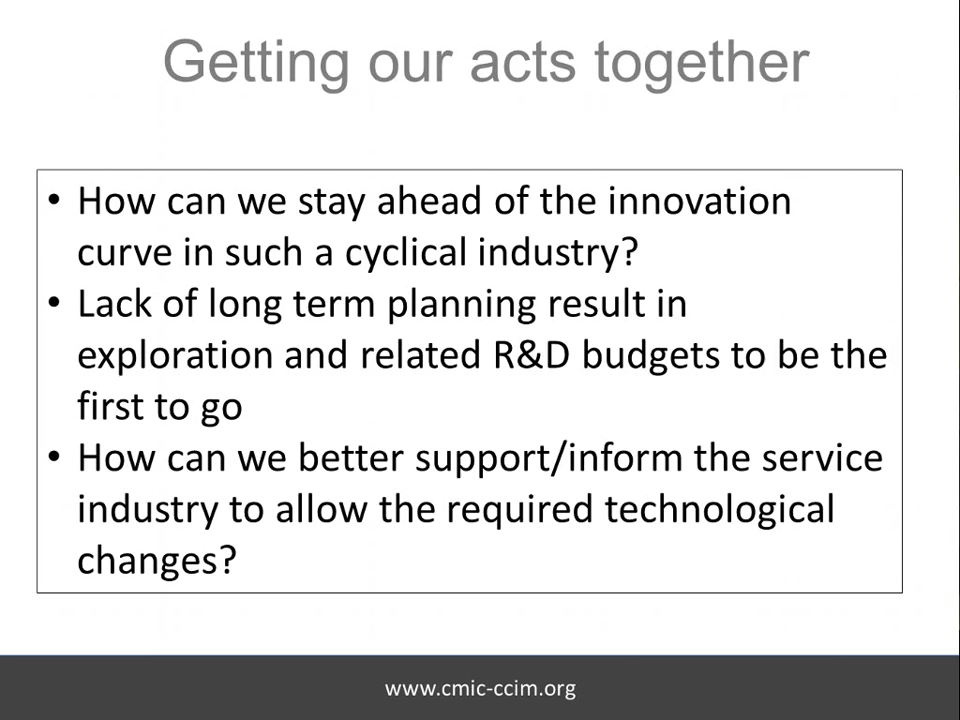 Getting our acts together
• How can we stay ahead of the innovation
curve in such a cyclical industry?
• Lack of long term planning result in
exploration and related R&D budgets to be the
first to go
• How can we better support/inform the service
industry to allow the required technological
changes?
www.cmic-ccim.org